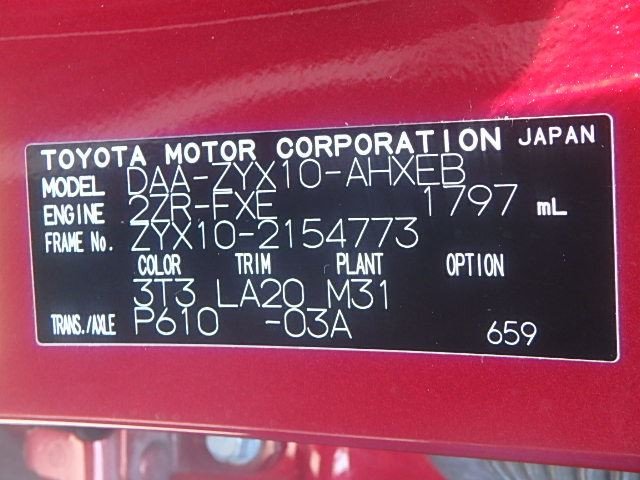 TOYOTA MOTOR CORPORATION JAPAN
MODEL DAA-ZYX10-AHXEB
ENGINE 2ZR-FXE 1797 mL
FRAME No. ZYX10-2154773
COLOR TRIM PLANT OPTION
3T3 LA20 M31
TRANS./AXLE P610 -03A 659